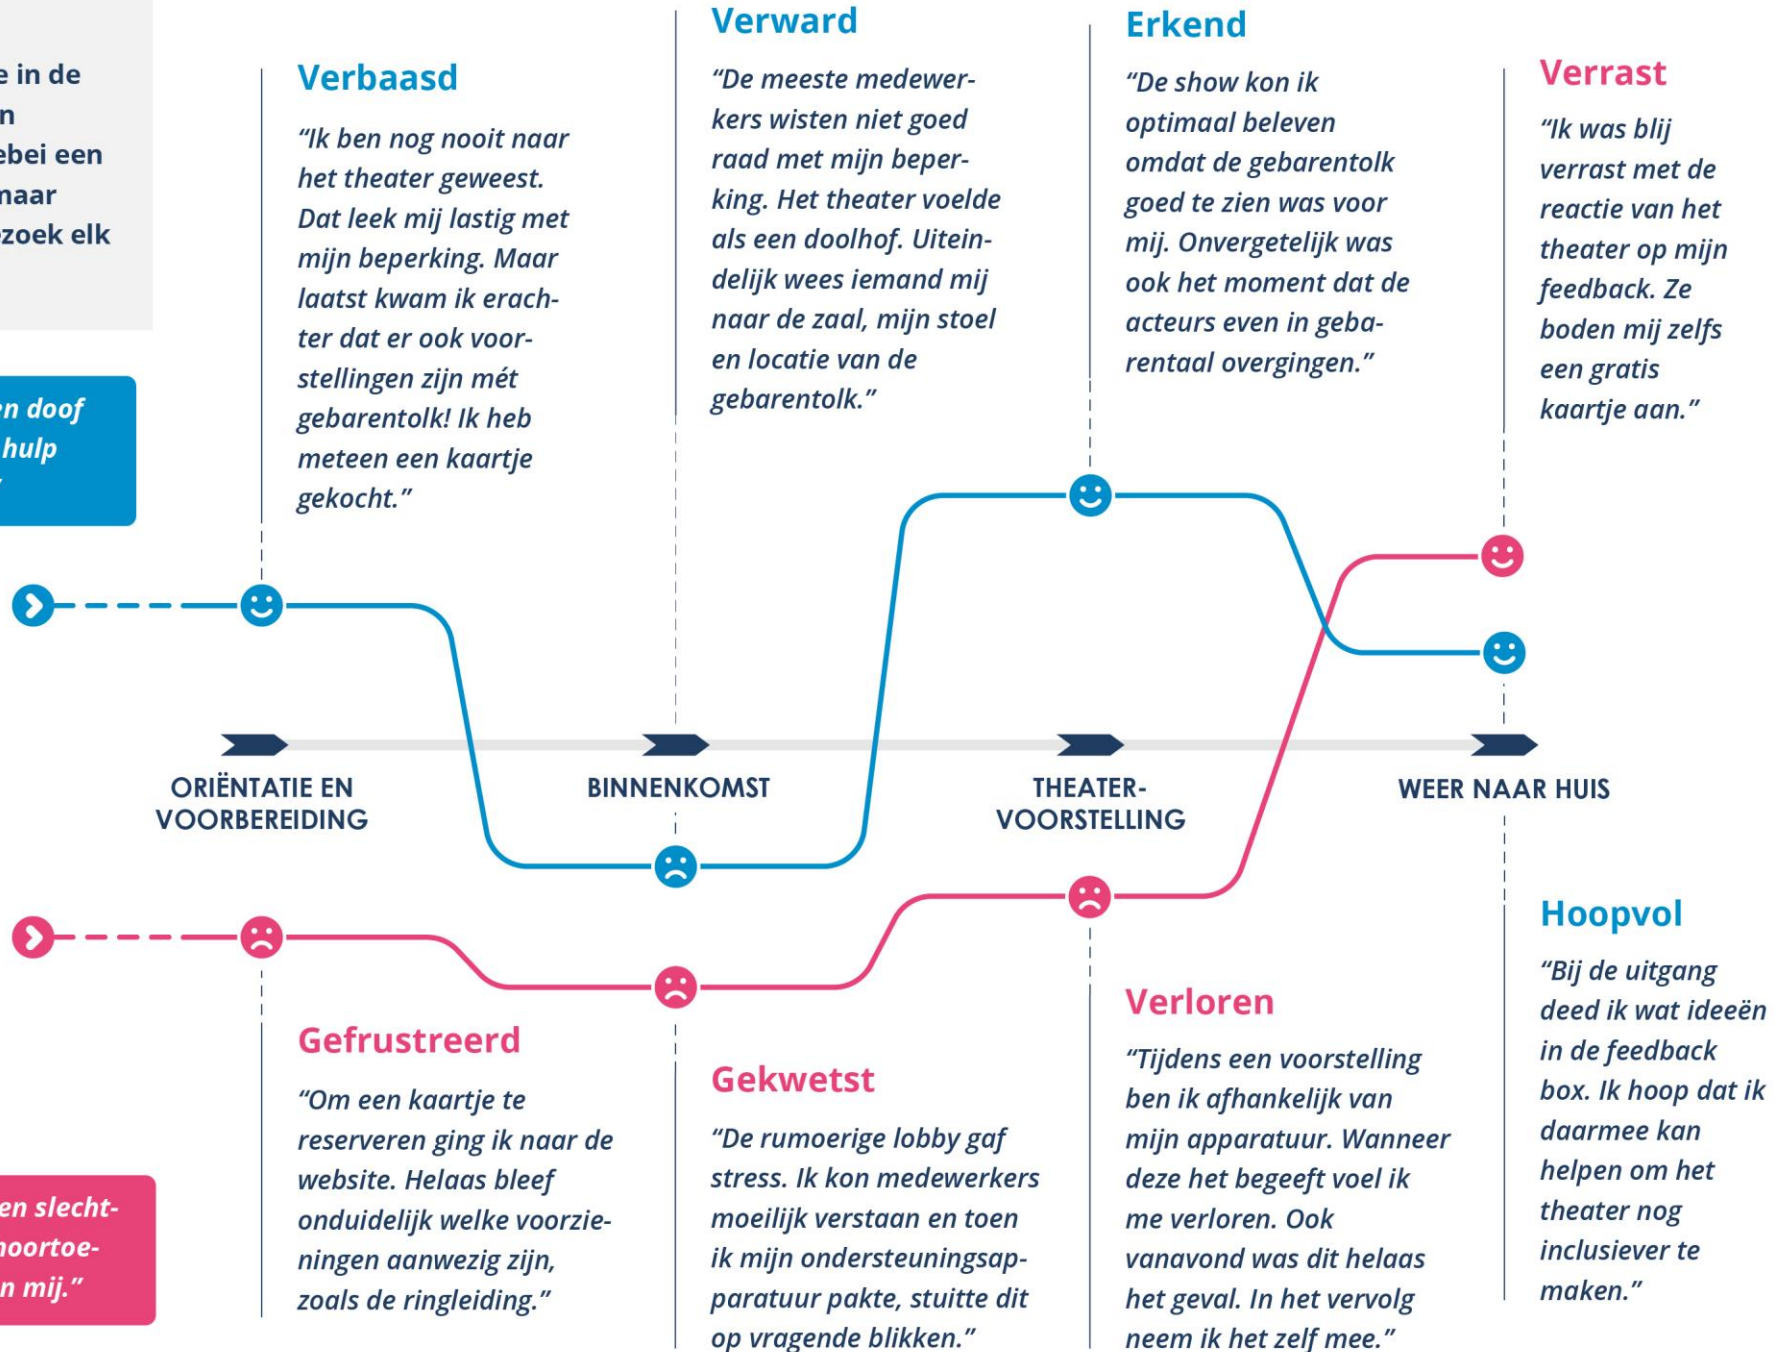 e in de
n
ebei een
maar
zoek elk
en doof
hulp
Verbaasd
“Ik ben nog nooit naar
het theater geweest.
Dat leek mij lastig met
mijn beperking. Maar
laatst kwam ik erach-
ter dat er ook voor-
stellingen zijn mét
gebarentolk! Ik heb
meteen een kaartje
gekocht.”
Verward
“De meeste medewer-
kers wisten niet goed
raad met mijn beper-
king. Het theater voelde
als een doolhof. Uitein-
delijk wees iemand mij
naar de zaal, mijn stoel
en locatie van de
gebarentolk.”
Erkend
“De show kon ik
optimaal beleven
omdat de gebarentolk
goed te zien was voor
mij. Onvergetelijk was
ook het moment dat de
acteurs even in geba-
rentaal overgingen.”
Verrast
“Ik was blij
verrast met de
reactie van het
theater op mijn
feedback. Ze
boden mij zelfs
een gratis
kaartje aan.”
ORIËNTATIE EN
VOORBEREIDING
BINNENKOMST
THEATER-
VOORSTELLING
WEER NAAR HUIS
en slecht-
hoortoe-
n mij.”
Gefrustreerd
“Om een kaartje te
reserveren ging ik naar de
website. Helaas bleef
onduidelijk welke voorzie-
ningen aanwezig zijn,
zoals de ringleiding.”
Gekwetst
“De rumoerige lobby gaf
stress. Ik kon medewerkers
moeilijk verstaan en toen
ik mijn ondersteuningsap-
paratuur pakte, stuitte dit
op vragende blikken.”
Verloren
“Tijdens een voorstelling
ben ik afhankelijk van
mijn apparatuur. Wanneer
deze het begeeft voel ik
me verloren. Ook
vanavond was dit helaas
het geval. In het vervolg
neem ik het zelf mee.”
Hoopvol
“Bij de uitgang
deed ik wat ideeën
in de feedback
box. Ik hoop dat ik
daarmee kan
helpen om het
theater nog
inclusiever te
maken.”